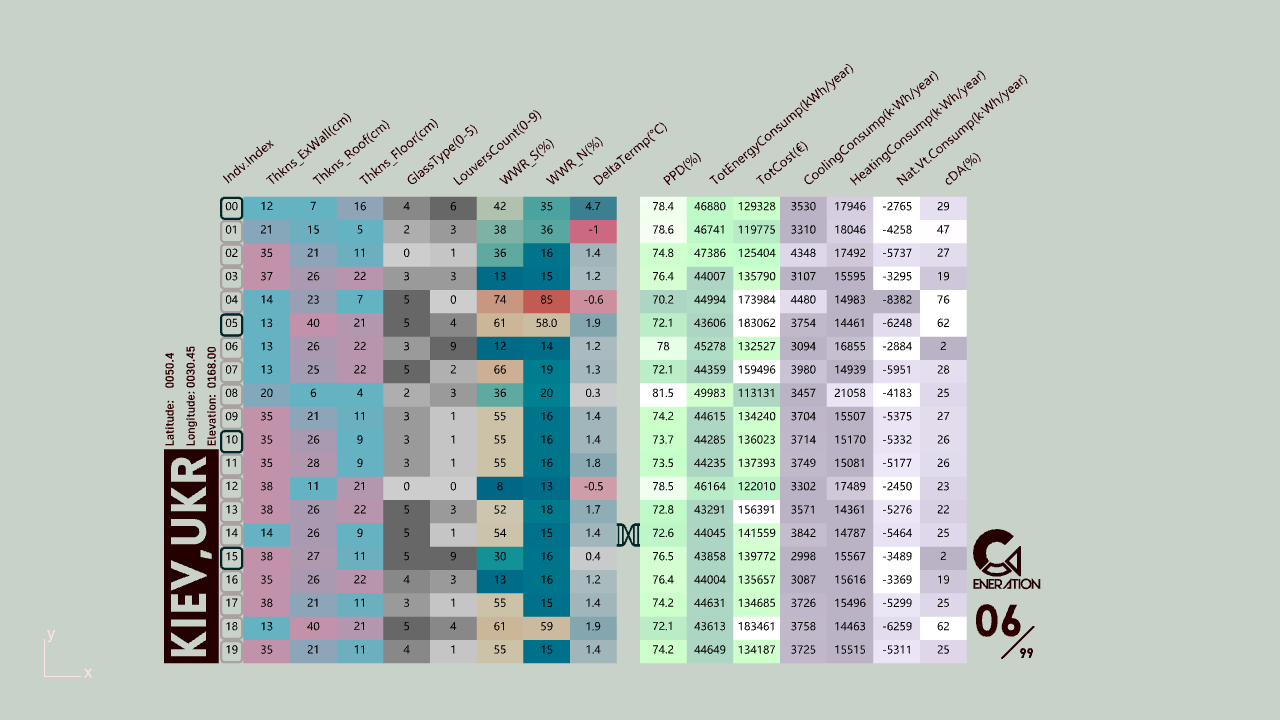 Indv.Index Thkns_ExWall(cm) Thkns_Roof(cm) Thkns_Floor(cm) GlassType(0-5) LouversCount(0-9) WWR_S(%) WWR_N(%) DeltaTermp(°C) PPD(%) TotEnergyConsump(kWh/year) TotCost(€) CoolingConsump(k·Wh/year) HeatingConsump(k·Wh/year) Nat.Vt.Consump(k·Wh/year) cDA(%)
00 12 7 16 4 6 42 35 4.7 78.4 46880 129328 3530 17946 -2765 29
01 21 15 5 2 3 38 36 -1 78.6 46741 119775 3310 18046 -4258 47
02 35 21 11 0 1 36 16 1.4 74.8 47386 125404 4348 17492 -5737 27
03 37 26 22 3 3 13 15 1.2 76.4 44007 135790 3107 15595 -3295 19
04 14 23 7 5 0 74 85 -0.6 70.2 44994 173984 4480 14983 -8382 76
05 13 40 21 5 4 61 58.0 1.9 72.1 43606 183062 3754 14461 -6248 62
06 13 26 22 3 9 12 14 1.2 78 45278 132527 3094 16855 -2884 2
07 13 25 22 5 2 66 19 1.3 72.1 44359 159496 3980 14939 -5951 28
08 20 6 4 2 3 36 20 0.3 81.5 49983 113131 3457 21058 -4183 25
09 35 21 11 3 1 55 16 1.4 74.2 44615 134240 3704 15507 -5375 27
10 35 26 9 3 1 55 16 1.4 73.7 44285 136023 3714 15170 -5332 26
11 35 28 9 3 1 55 16 1.8 73.5 44235 137393 3749 15081 -5177 26
12 38 11 21 0 0 8 13 -0.5 78.5 46164 122010 3302 17489 -2450 23
13 38 26 22 5 3 52 18 1.7 72.8 43291 156391 3571 14361 -5276 22
14 14 26 9 5 1 54 15 1.4 72.6 44045 141559 3842 14787 -5464 25
15 38 27 11 5 9 30 16 0.4 76.5 43858 139772 2998 15567 -3489 2
16 35 26 22 4 3 13 16 1.2 76.4 44004 135657 3087 15616 -3369 19
17 38 21 11 3 1 55 15 1.4 74.2 44631 134685 3726 15496 -5299 25
18 13 40 21 5 4 61 59 1.9 72.1 43613 183461 3758 14463 -6259 62
19 35 21 11 4 1 55 15 1.4 74.2 44649 134187 3725 15515 -5311 25
Latitude: 0050.4
Longitude: 0030.45
Elevation: 0168.00
KIEV,UKR
G
ENERATION
06/99
y
x